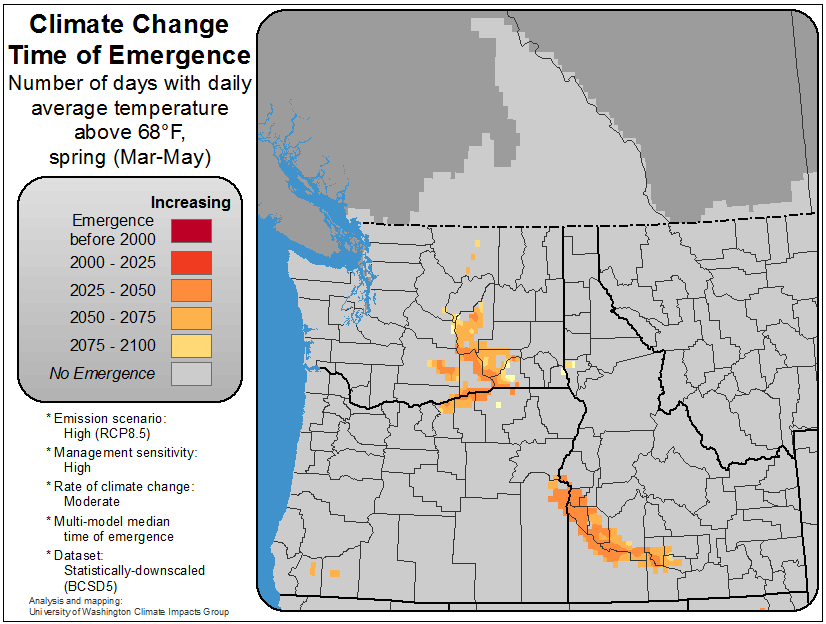 Climate Change
Time of Emergence
Number of days with daily
average temperature
above 68°F,
spring (Mar-May)
Increasing
Emergence
before 2000
2000 - 2025
2025 - 2050
2050 - 2075
2075 - 2100
No Emergence
* Emission scenario:
High (RCP8.5)
* Management sensitivity:
High
* Rate of climate change:
Moderate
* Multi-model median
time of emergence
* Dataset:
Statistically-downscaled
(BCSD5)
Analysis and mapping:
University of Washington Climate Impacts Group